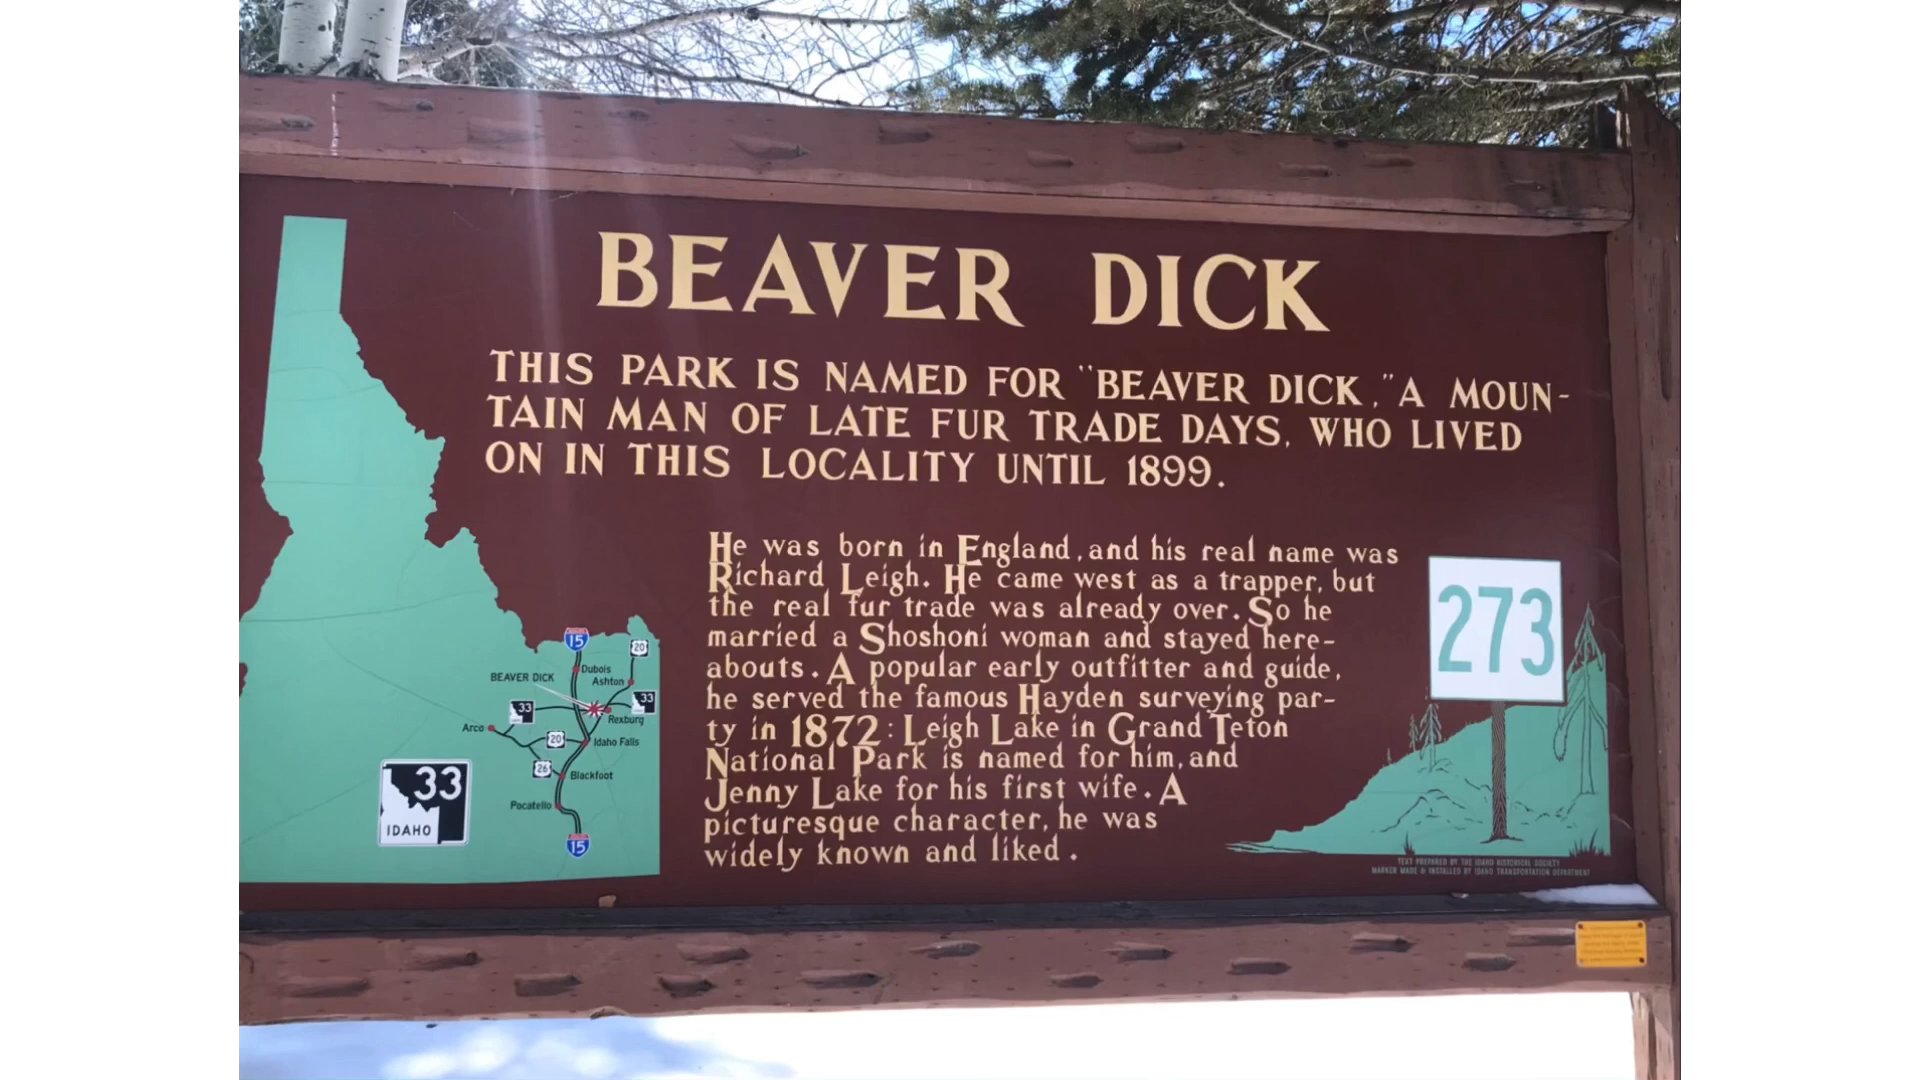 BEAVER DICK
THIS PARK IS NAMED FOR "BEAVER DICK," A MOUN-
TAIN MAN OF LATE FUR TRADE DAYS, WHO LIVED
ON IN THIS LOCALITY UNTIL 1899.
He was born in England, and his real name was
Richard Leigh. He came west as a trapper, but
the real fur trade was already over. So he
married a Shoshoni woman and stayed here-
abouts. A popular early outfitter and guide,
he served the famous Hayden surveying par-
ty in 1872: Leigh Lake in Grand Teton
National Park is named for him, and
Jenny Lake for his first wife. A
picturesque character, he was
widely known and liked.
273
15
20
Dubois
Ashton
BEAVER DICK
33
33
Rexburg
Arco
20
Idaho Falls
26
Blackfoot
Pocatello
15
33
IDAHO
TEXT PREPARED BY THE IDAHO HISTORICAL SOCIETY
MARKER MADE & INSTALLED BY IDAHO TRANSPORTATION DEPARTMENT